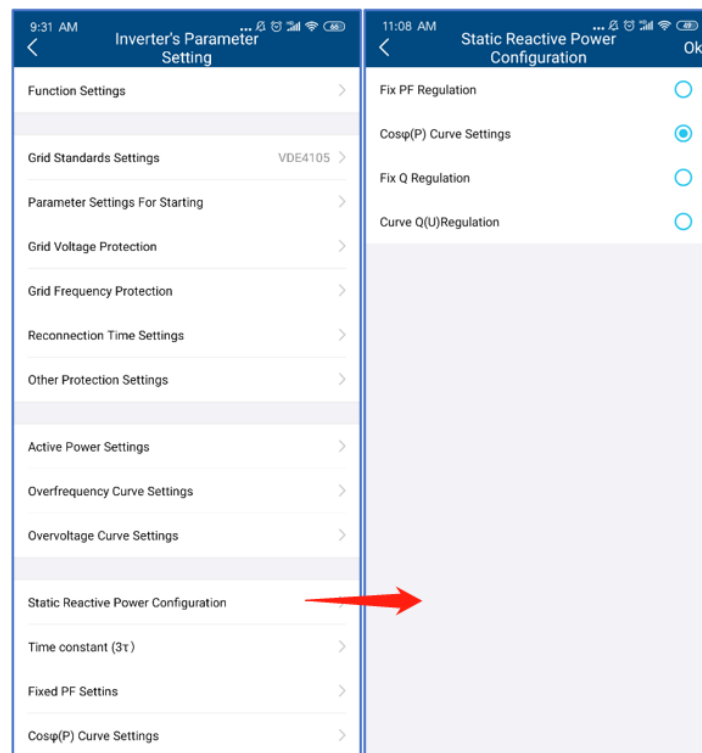 9:31 AM
...
66
Inverter's Parameter
Setting
Function Settings
Grid Standards Settings VDE4105
Parameter Settings For Starting
Grid Voltage Protection
Grid Frequency Protection
Reconnection Time Settings
Other Protection Settings
Active Power Settings
Overfrequency Curve Settings
Overvoltage Curve Settings
Static Reactive Power Configuration
Time constant (3τ)
Fixed PF Settins
Cosφ(P) Curve Settings
11:08 AM
...
49
Static Reactive Power
Configuration
Ok
Fix PF Regulation
Cosφ(P) Curve Settings
Fix Q Regulation
Curve Q(U)Regulation